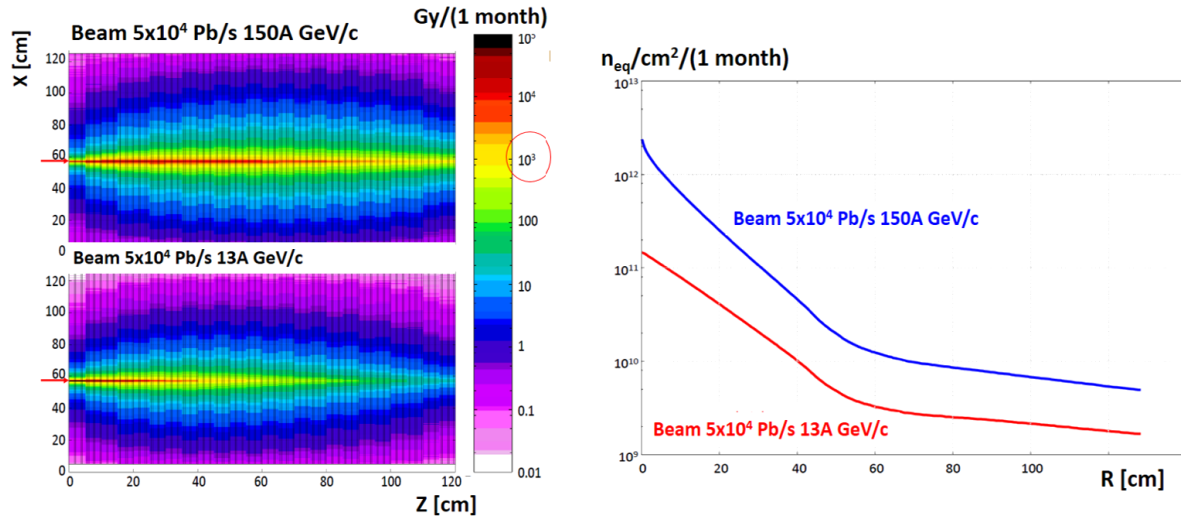 Gy/(1 month)
Beam 5x10⁴ Pb/s 150A GeV/c
X [cm]
120
100
80
60
40
20
0
Beam 5x10⁴ Pb/s 13A GeV/c
120
100
80
60
40
20
0
0 20 40 60 80 100 120
Z [cm]
10⁵
10⁴
10³
100
10
1
0.1
0.01
n_eq/cm²/(1 month)
10¹³
10¹²
10¹¹
10¹⁰
10⁹
Beam 5x10⁴ Pb/s 150A GeV/c
Beam 5x10⁴ Pb/s 13A GeV/c
0 20 40 60 80 100
R [cm]